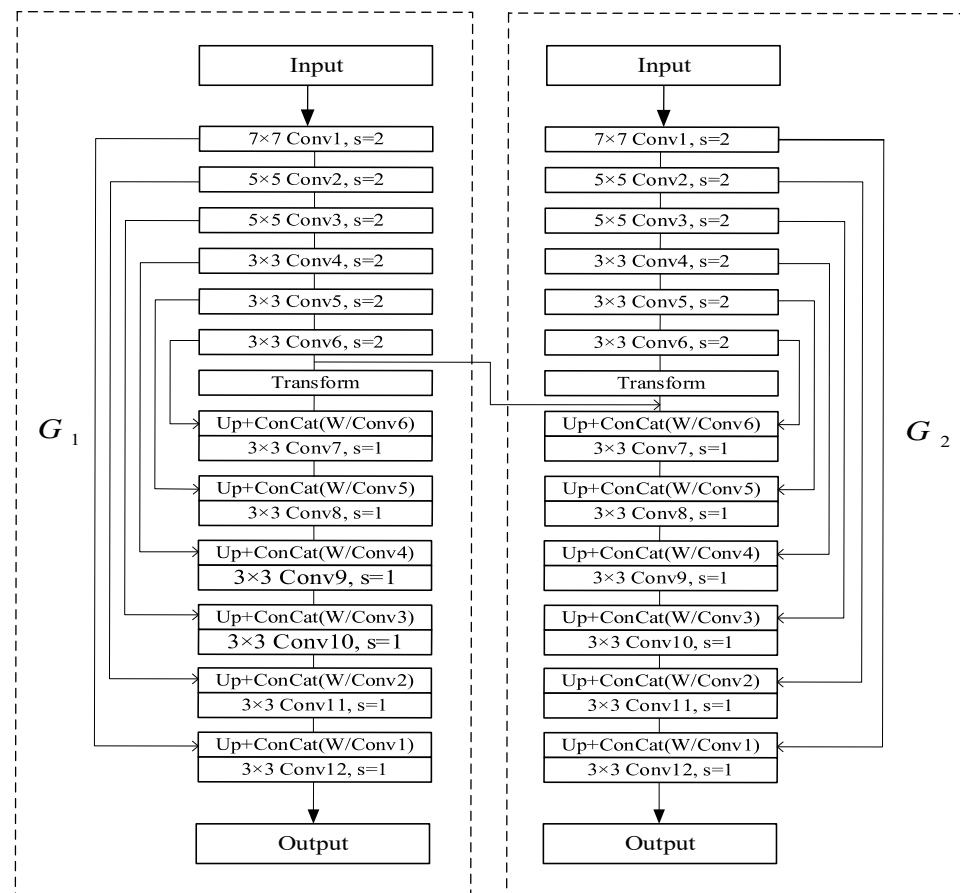 Input
7×7 Conv1, s=2
5×5 Conv2, s=2
5×5 Conv3, s=2
3×3 Conv4, s=2
3×3 Conv5, s=2
3×3 Conv6, s=2
Transform
G 1
Up+ConCat(W/Conv6)
3×3 Conv7, s=1
Up+ConCat(W/Conv5)
3×3 Conv8, s=1
Up+ConCat(W/Conv4)
3×3 Conv9, s=1
Up+ConCat(W/Conv3)
3×3 Conv10, s=1
Up+ConCat(W/Conv2)
3×3 Conv11, s=1
Up+ConCat(W/Conv1)
3×3 Conv12, s=1
Output
Input
7×7 Conv1, s=2
5×5 Conv2, s=2
5×5 Conv3, s=2
3×3 Conv4, s=2
3×3 Conv5, s=2
3×3 Conv6, s=2
Transform
Up+ConCat(W/Conv6)
G 2
3×3 Conv7, s=1
Up+ConCat(W/Conv5)
3×3 Conv8, s=1
Up+ConCat(W/Conv4)
3×3 Conv9, s=1
Up+ConCat(W/Conv3)
3×3 Conv10, s=1
Up+ConCat(W/Conv2)
3×3 Conv11, s=1
Up+ConCat(W/Conv1)
3×3 Conv12, s=1
Output